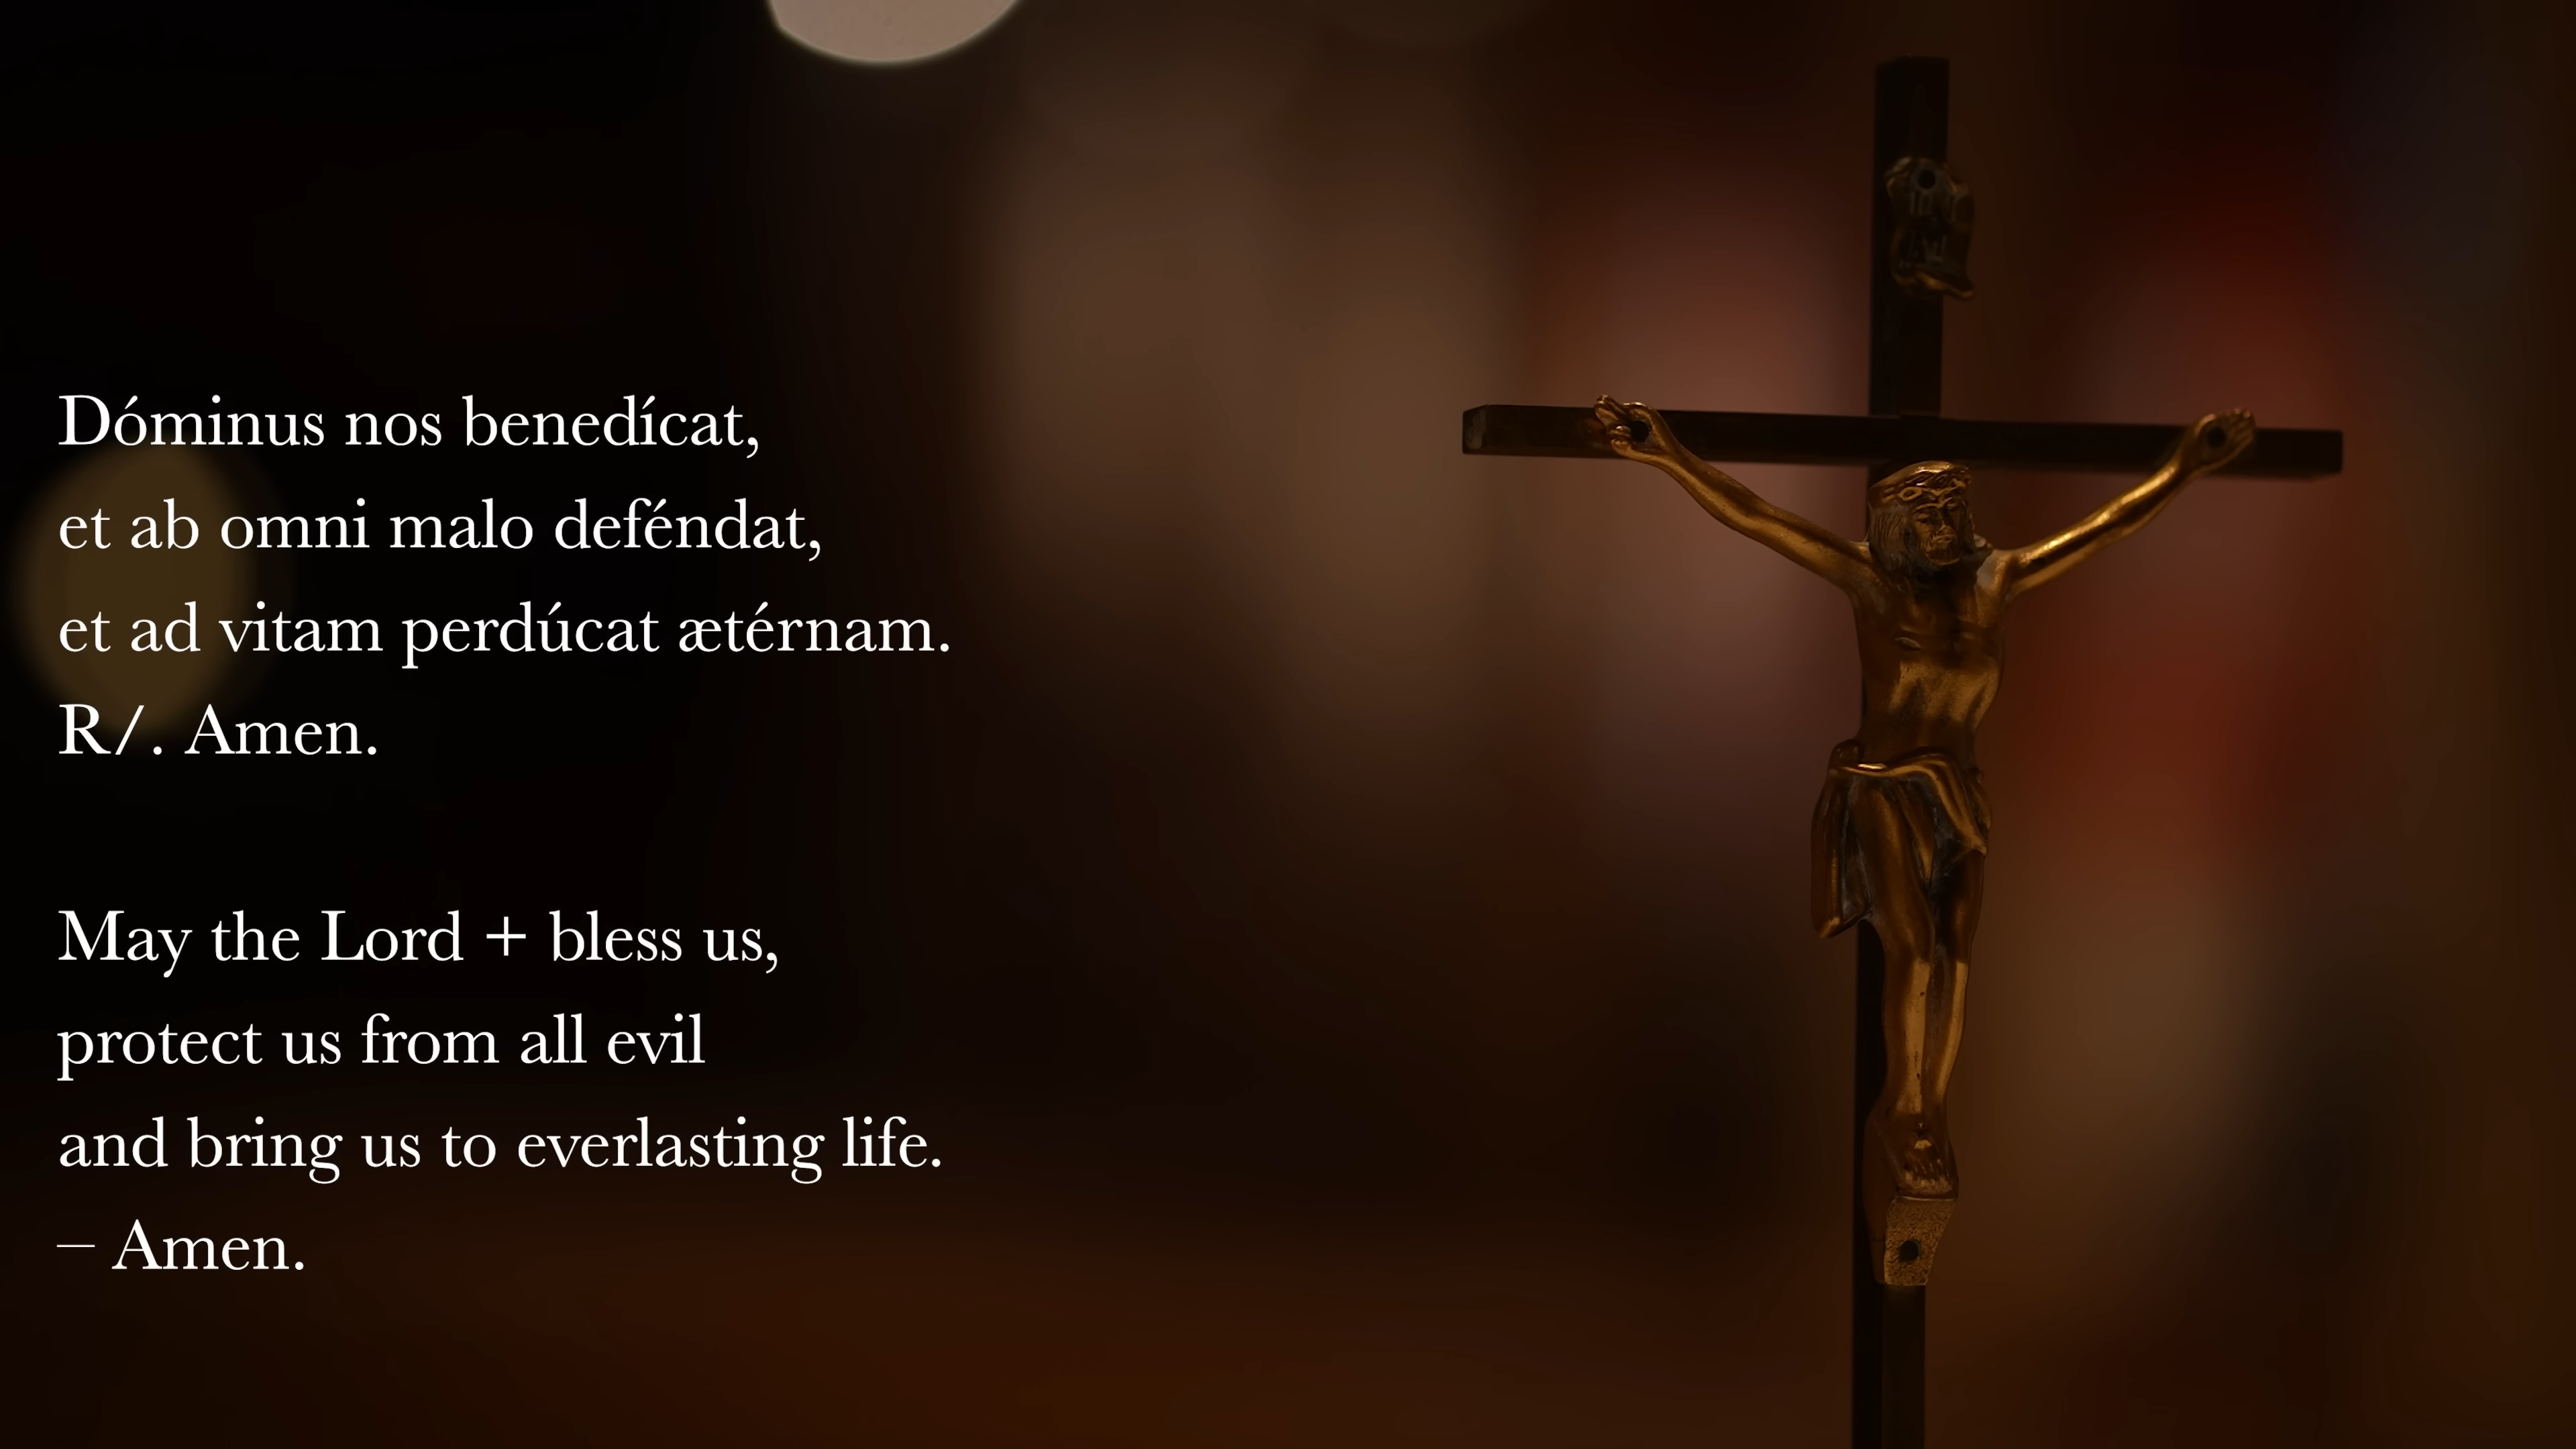 Dóminus nos benedícat,
et ab omni malo deféndat,
et ad vitam perdúcat ætérnam.
R/. Amen.
May the Lord + bless us,
protect us from all evil
and bring us to everlasting life.
– Amen.